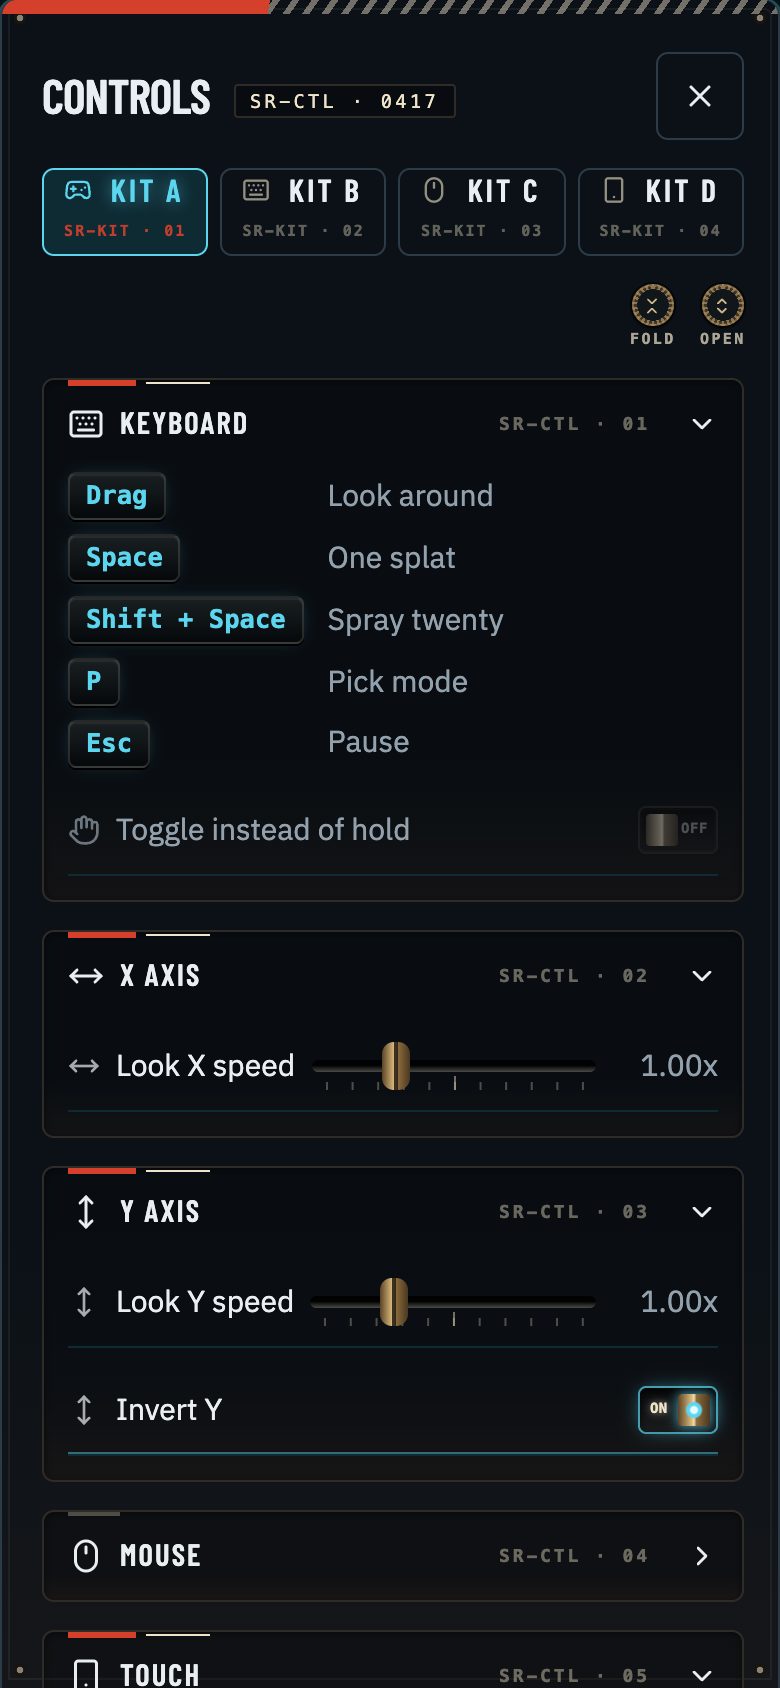 CONTROLS SR-CTL · 0417
KIT A KIT B KIT C KIT D
SR-KIT · 01 SR-KIT · 02 SR-KIT · 03 SR-KIT · 04
FOLD OPEN
KEYBOARD SR-CTL · 01
Drag Look around
Space One splat
Shift + Space Spray twenty
P Pick mode
Esc Pause
Toggle instead of hold OFF
X AXIS SR-CTL · 02
Look X speed 1.00x
Y AXIS SR-CTL · 03
Look Y speed 1.00x
Invert Y ON
MOUSE SR-CTL · 04
TOUCH SR-CTL · 05